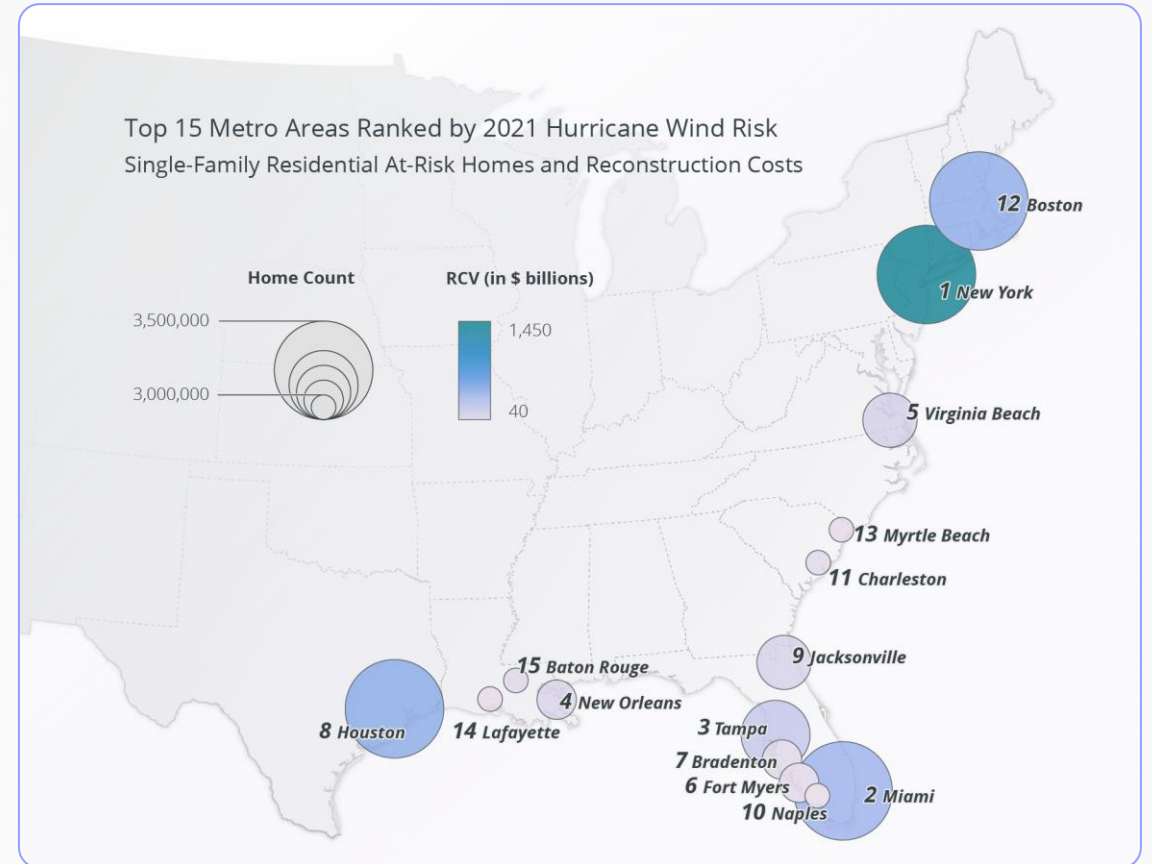 Top 15 Metro Areas Ranked by 2021 Hurricane Wind Risk
Single-Family Residential At-Risk Homes and Reconstruction Costs
Home Count
3,500,000
3,000,000
RCV (in $ billions)
1,450
40
12 Boston
1 New York
5 Virginia Beach
13 Myrtle Beach
11 Charleston
9 Jacksonville
15 Baton Rouge
4 New Orleans
14 Lafayette
8 Houston
3 Tampa
7 Bradenton
6 Fort Myers
10 Naples
2 Miami